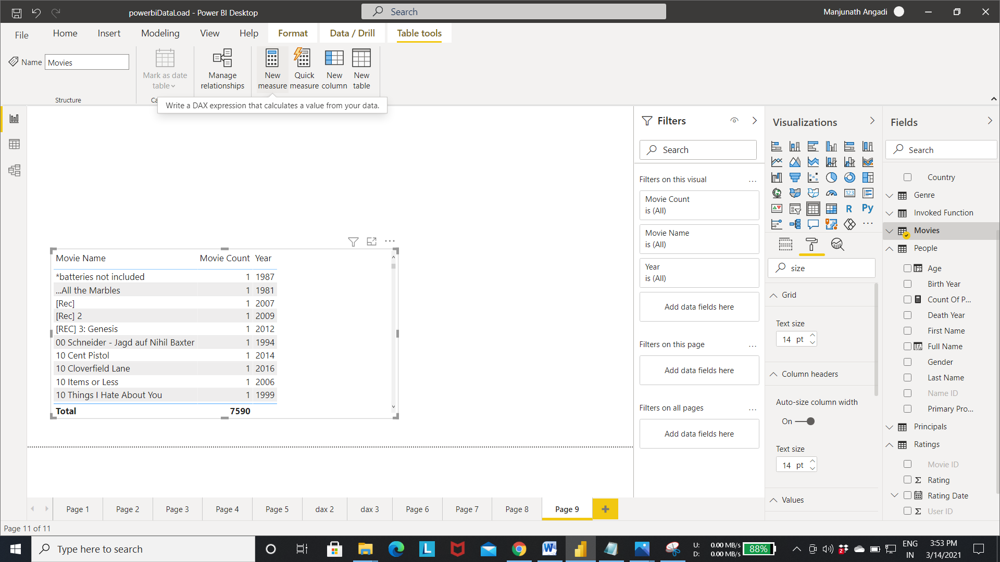 powerbiDataLoad - Power BI Desktop
Search
Manjunath Angadi
File
Home
Insert
Modeling
View
Help
Format
Data / Drill
Table tools
Name
Movies
Structure
Mark as date
table
Manage
relationships
New
measure
Quick
measure
New
column
New
table
Write a DAX expression that calculates a value from your data.
Movie Name Movie Count Year
*batteries not included 1 1987
...All the Marbles 1 1981
[Rec] 1 2007
[Rec] 2 1 2009
[REC] 3: Genesis 1 2012
00 Schneider - Jagd auf Nihil Baxter 1 1994
10 Cent Pistol 1 2014
10 Cloverfield Lane 1 2016
10 Items or Less 1 2006
10 Things I Hate About You 1 1999
Total 7590
Filters
Search
Filters on this visual ...
Movie Count
is (All)
Movie Name
is (All)
Year
is (All)
Add data fields here
Filters on this page ...
Add data fields here
Filters on all pages ...
Add data fields here
Visualizations
123
R
Py
...
size
Grid
Text size
14 pt
Column headers
Auto-size column width
On
Text size
14 pt
Values
Fields
Search
Country
Genre
Invoked Function
Movies
People
Age
Birth Year
Count Of P...
Death Year
First Name
Full Name
Gender
Last Name
Name ID
Primary Pro...
Principals
Ratings
Movie ID
Σ Rating
Rating Date
Σ User ID
Page 1
Page 2
Page 3
Page 4
Page 5
dax 2
dax 3
Page 6
Page 7
Page 8
Page 9
+
Page 11 of 11
Type here to search
U: 0.00 MB/s
D: 0.00 MB/s
88%
2
ENG
IN
3:53 PM
3/14/2021